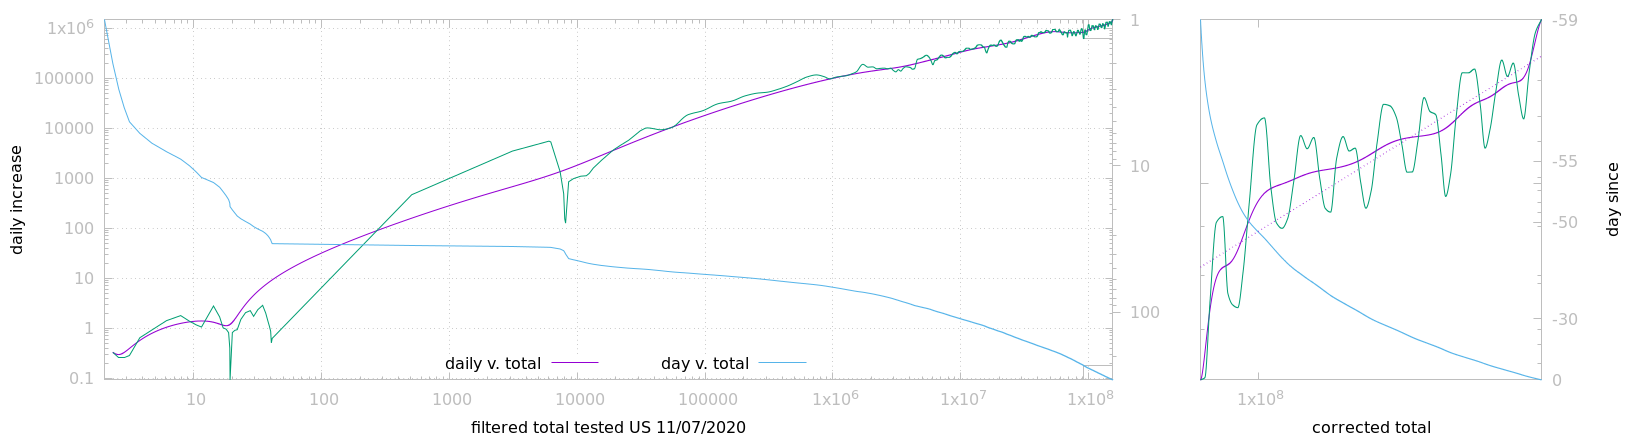 1x10^6
100000
10000
1000
100
10
1
0.1
daily increase
10
100
1000
10000
100000
1x10^6
1x10^7
1x10^8
filtered total tested US 11/07/2020
daily v. total
day v. total
1
10
100
-59
-55
-50
-30
0
day since
1x10^8
corrected total